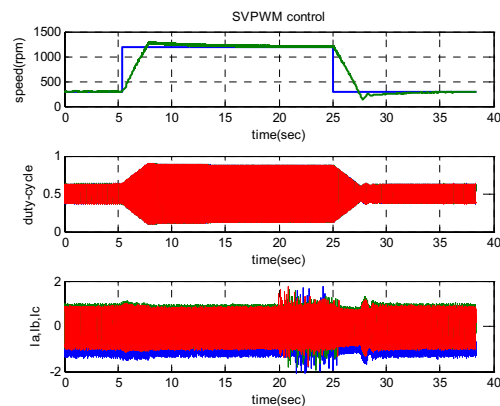 SVPWM control
speed(rpm)
1500
1000
500
0
0 5 10 15 20 25 30 35 40
time(sec)
duty-cycle
1
0.5
0
0 5 10 15 20 25 30 35 40
time(sec)
Ia,Ib,Ic
2
0
-2
0 5 10 15 20 25 30 35 40
time(sec)